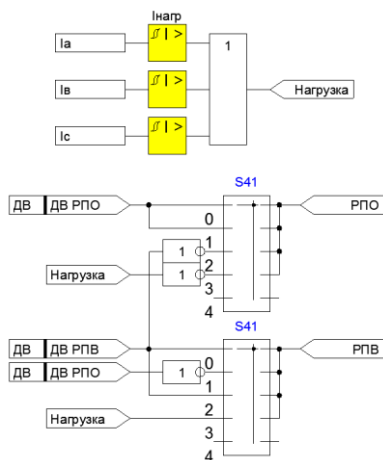 Iнагр
Ia
I >
1
Iв
I >
Нагрузка
Ic
I >
S41
ДВ ДВ РПО
РПО
0
1
1
Нагрузка
1
2
3
4
S41
ДВ ДВ РПВ
РПВ
ДВ ДВ РПО
1
0
1
Нагрузка
2
3
4